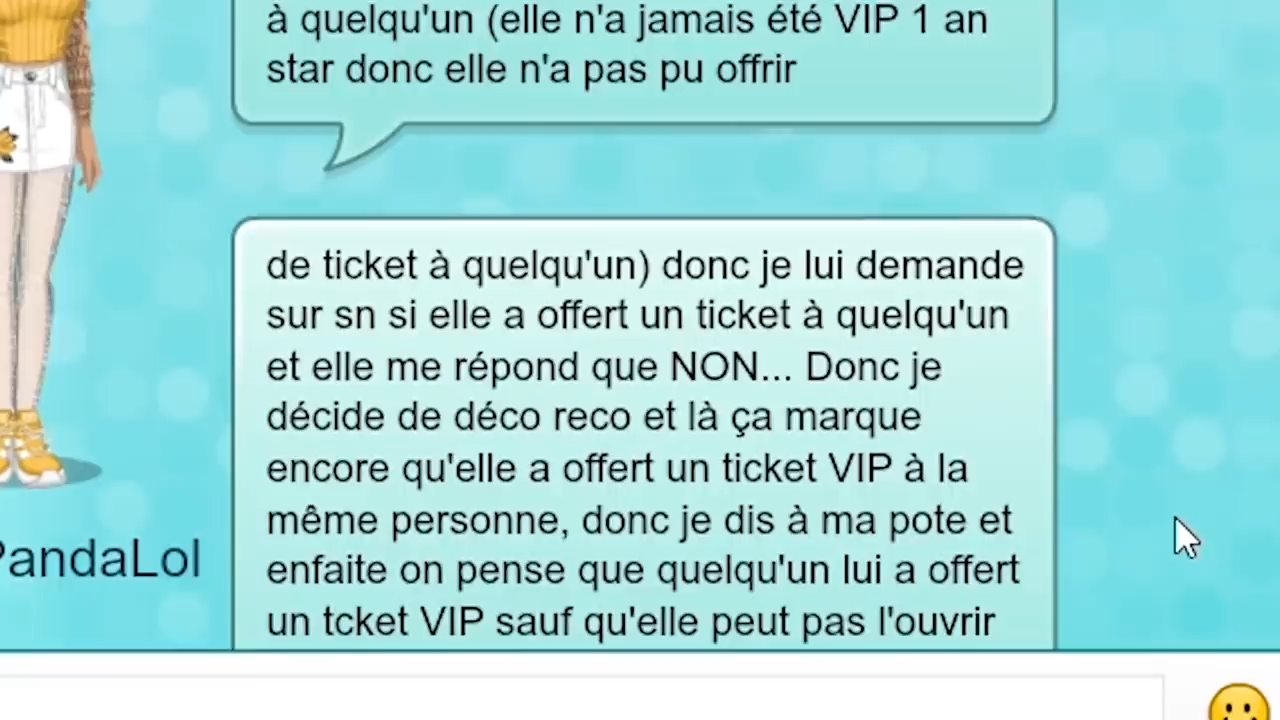 à quelqu'un (elle n'a jamais été VIP 1 an
star donc elle n'a pas pu offrir
de ticket à quelqu'un) donc je lui demande
sur sn si elle a offert un ticket à quelqu'un
et elle me répond que NON... Donc je
décide de déco reco et là ça marque
encore qu'elle a offert un ticket VIP à la
même personne, donc je dis à ma pote et
PandaLol
enfaite on pense que quelqu'un lui a offert
un tcket VIP sauf qu'elle peut pas l'ouvrir